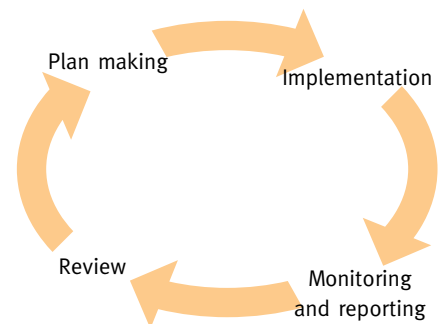 Plan making
Implementation
Monitoring
and reporting
Review